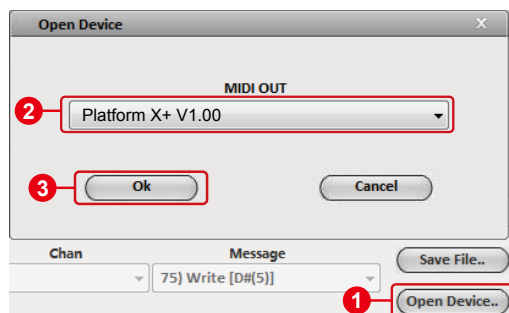 Open Device X
MIDI OUT
2 Platform X+ V1.00
3 Ok Cancel
Chan Message Save File..
75) Write [D#(5)]
1 Open Device..